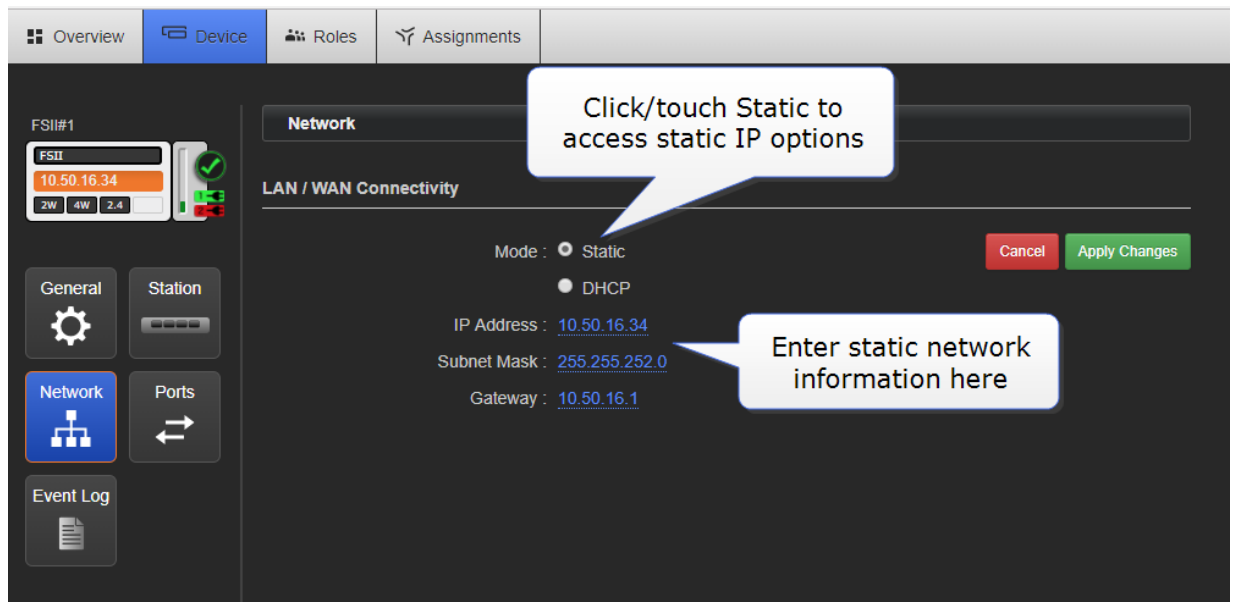 Overview Device Roles Assignments
Click/touch Static to
access static IP options
FSII#1
FSII
10.50.16.34
2W 4W 2.4
1
2
Network
LAN / WAN Connectivity
Mode : Static
DHCP
Cancel Apply Changes
IP Address : 10.50.16.34
Subnet Mask : 255.255.252.0
Gateway : 10.50.16.1
Enter static network
information here
General Station
Network Ports
Event Log